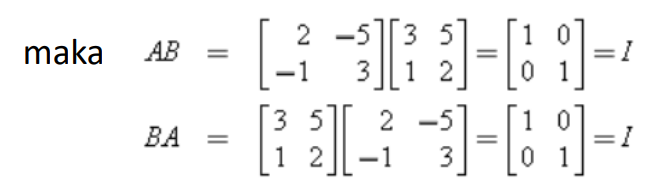 maka AB = [ 2 −5 ] [ 3 5 ] = [ 1 0 ] = I
[ −1 3 ] [ 1 2 ] [ 0 1 ]
BA = [ 3 5 ] [ 2 −5 ] = [ 1 0 ] = I
[ 1 2 ] [ −1 3 ] [ 0 1 ]